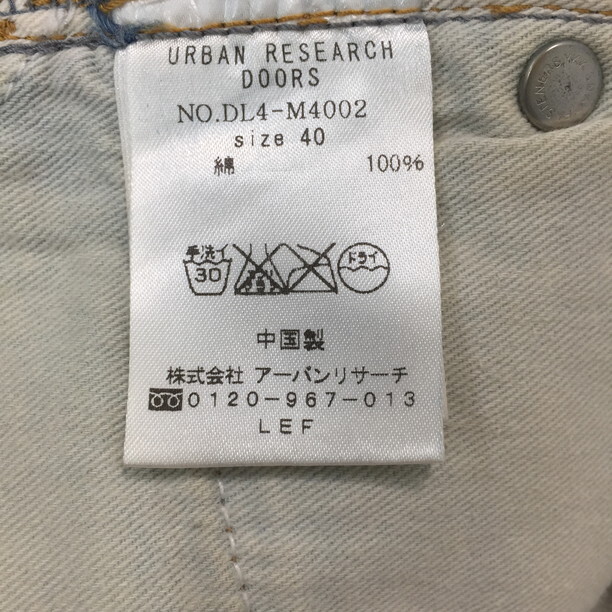 URBAN RESEARCH
DOORS
NO.DL4-M4002
size 40
綿 100%
手洗イ
30
ドライ
中国製
株式会社 アーバンリサーチ
0120-967-013
LEF